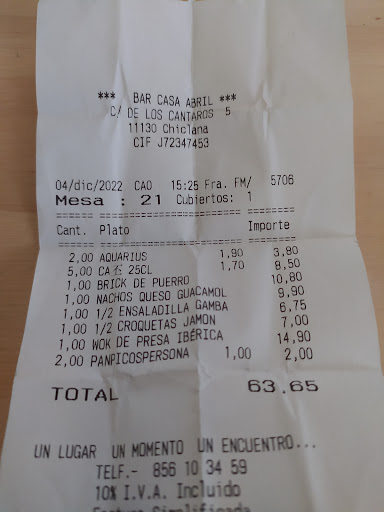 *** BAR CASA ABRIL ***
C/ DE LOS CANTAROS 5
11130 Chiclana
CIF J72347453
04/dic/2022 CAO 15:25 Fra. FM/ 5706
Mesa : 21 Cubiertos: 1
====== ====================== =======
Cant. Plato Importe
====== ====================== =======
2,00 AQUARIUS 1,90 3,80
5,00 25CL 1,70 8,50
1,00 BRICK DE PUERRO 10,80
1,00 NACHOS QUESO GUACAMOL 9,90
1,00 1/2 ENSALADILLA GAMBA 6,75
1,00 1/2 CROQUETAS JAMON 7,00
1,00 WOK DE PRESA IBÉRICA 14,90
2,00 PANPICOSPERSONA 1,00 2,00
TOTAL 63.65
UN LUGAR UN MOMENTO UN ENCUENTRO...
TELF.- 856 10 34 59
10% I.V.A. Incluido
Factura Simplificada